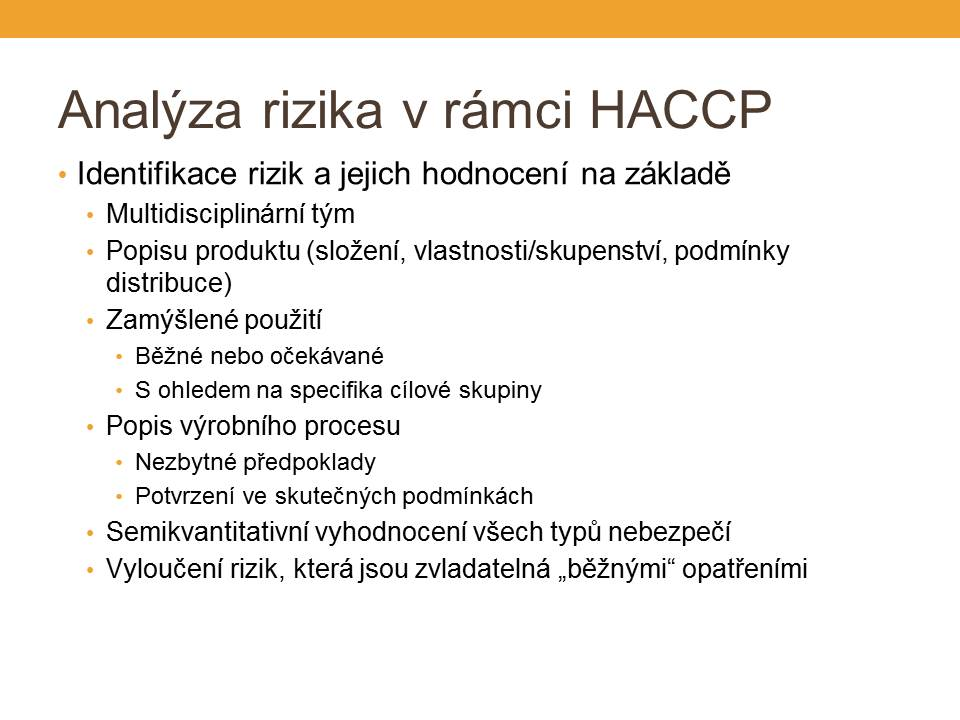 Analýza rizika v rámci HACCP
• Identifikace rizik a jejich hodnocení na základě
• Multidisciplinární tým
• Popisu produktu (složení, vlastnosti/skupenství, podmínky
distribuce)
• Zamýšlené použití
• Běžné nebo očekávané
• S ohledem na specifika cílové skupiny
• Popis výrobního procesu
• Nezbytné předpoklady
• Potvrzení ve skutečných podmínkách
• Semikvantitativní vyhodnocení všech typů nebezpečí
• Vyloučení rizik, která jsou zvladatelná „běžnými“ opatřeními